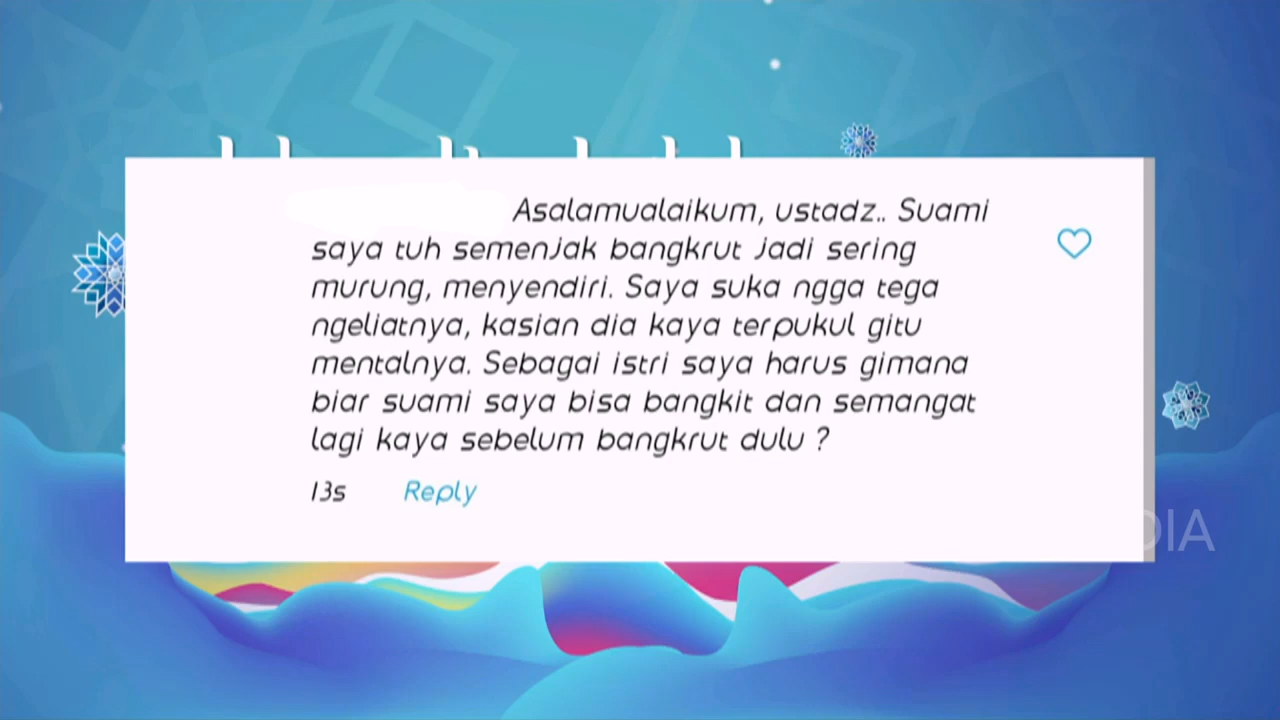 Asalamualaikum, ustadz.. Suami
saya tuh semenjak bangkrut jadi sering
murung, menyendiri. Saya suka ngga tega
ngeliatnya, kasian dia kaya terpukul gitu
mentalnya. Sebagai istri saya harus gimana
biar suami saya bisa bangkit dan semangat
lagi kaya sebelum bangkrut dulu ?
13s Reply